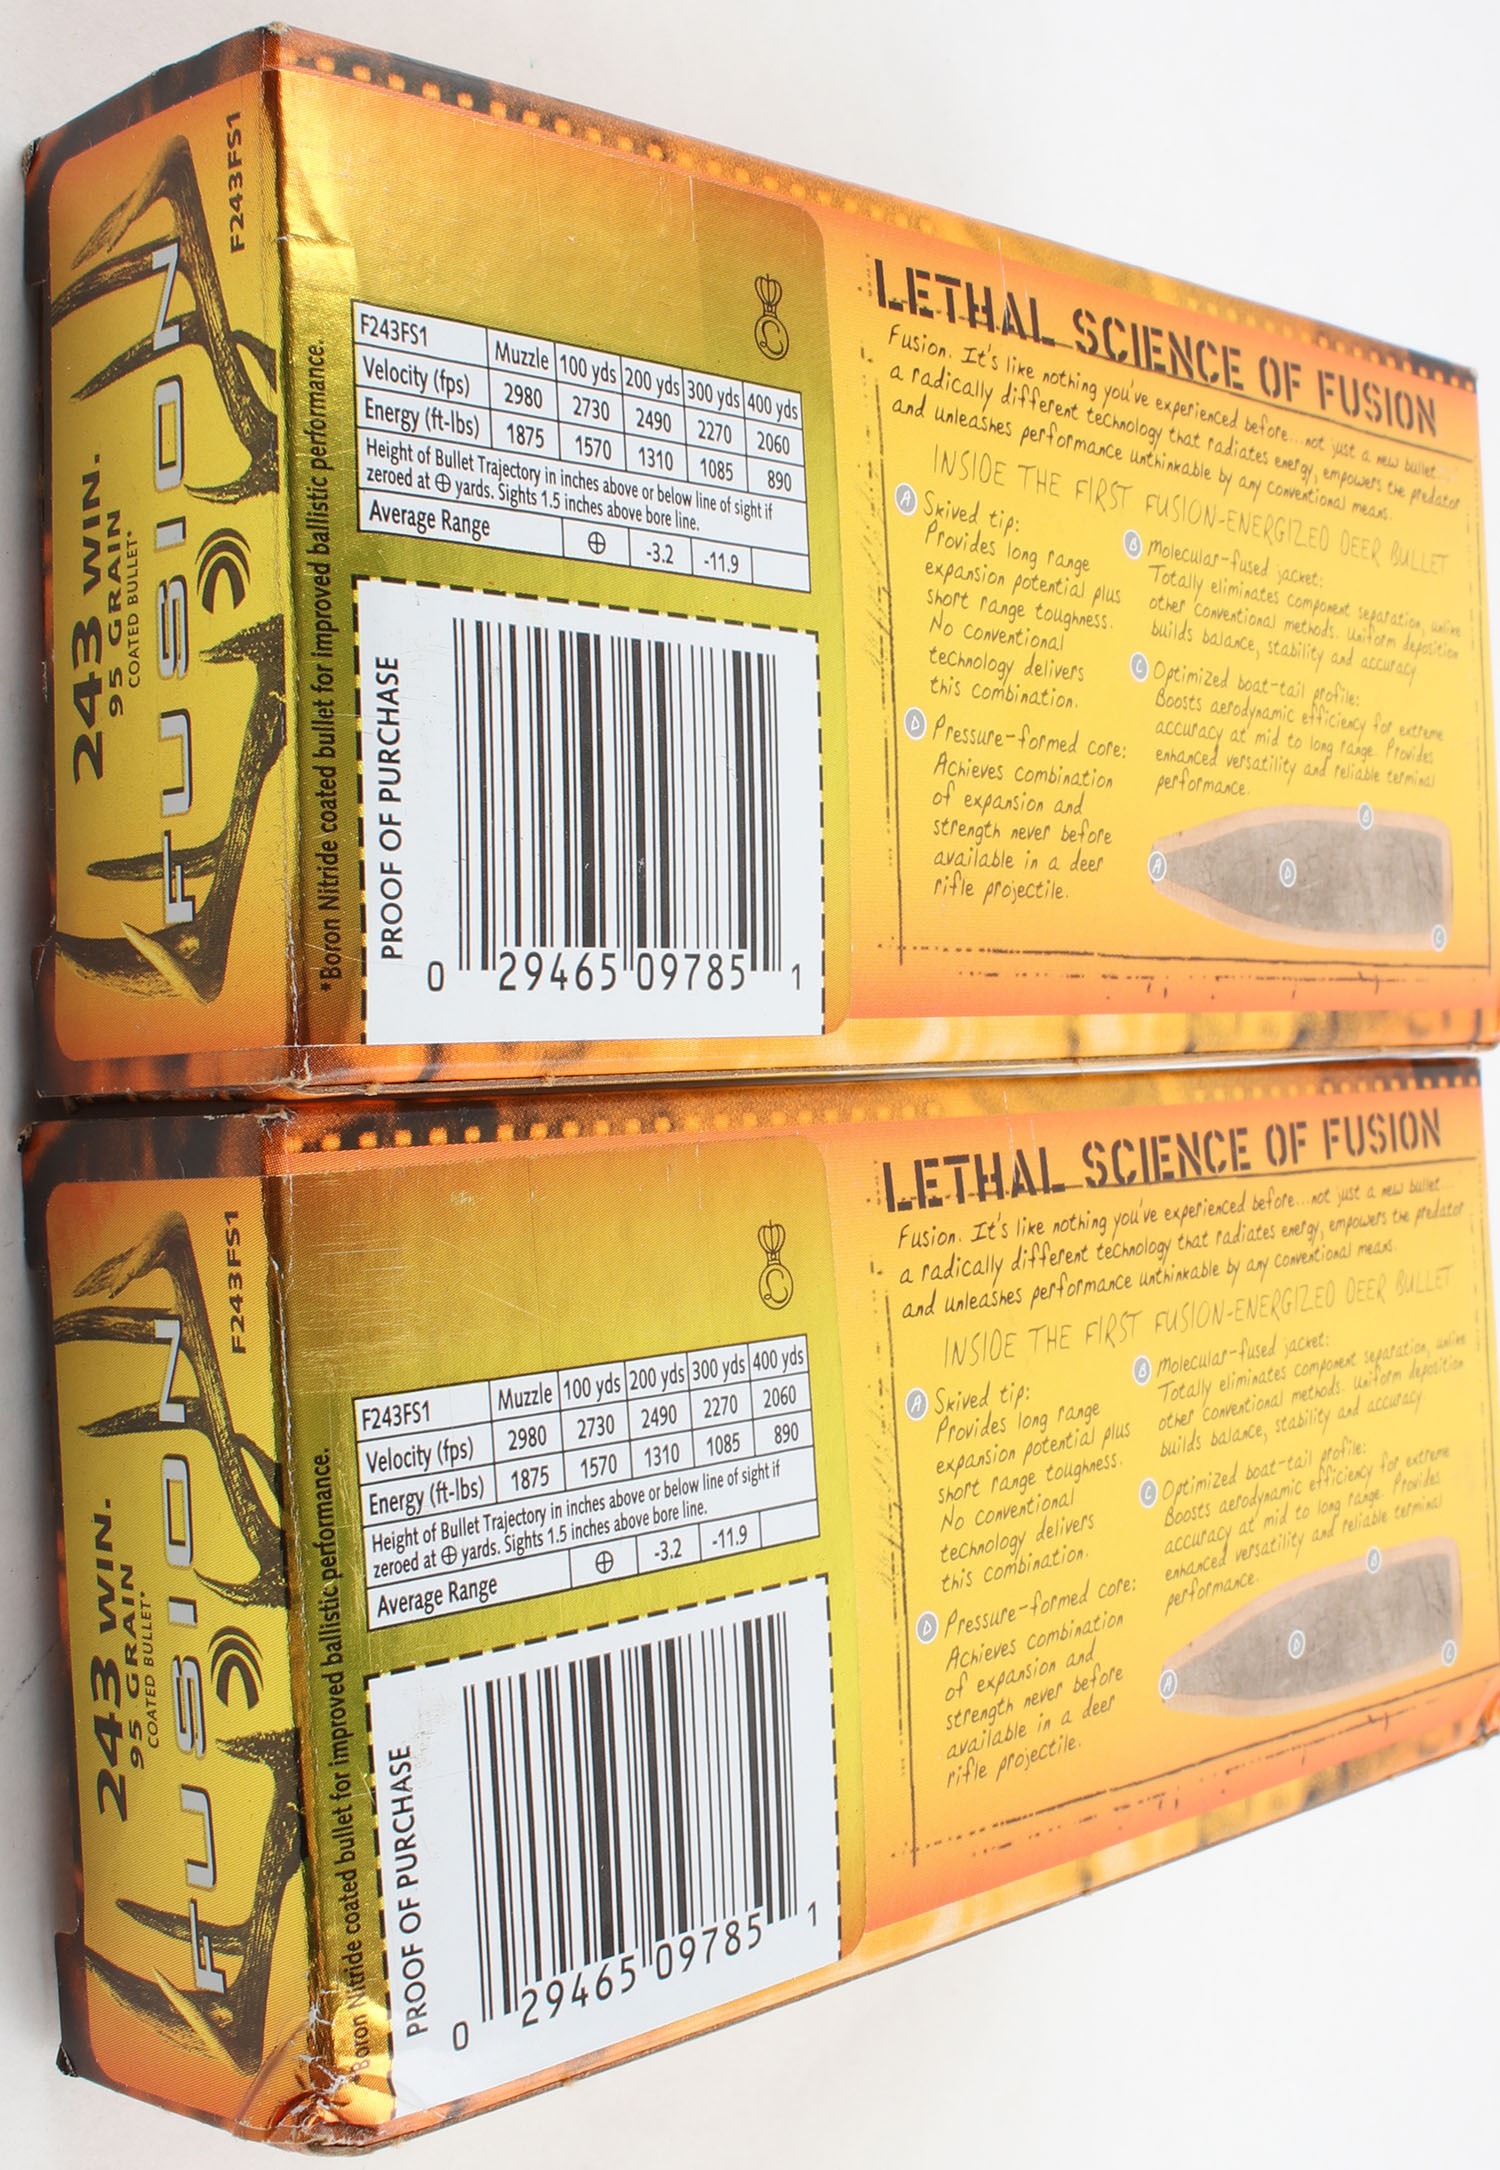 243 WIN.
95 GRAIN
COATED BULLET*
FUSION
F243FS1
*Boron Nitride coated bullet for improved ballistic performance.
F243FS1 Muzzle 100 yds 200 yds 300 yds 400 yds
Velocity (fps) 2980 2730 2490 2270 2060
Energy (ft-lbs) 1875 1570 1310 1085 890
Height of Bullet Trajectory in inches above or below line of sight if
zeroed at ⊕ yards. Sights 1.5 inches above bore line.
Average Range ⊕ -3.2 -11.9
PROOF OF PURCHASE
0 29465 09785 1
LETHAL SCIENCE OF FUSION
Fusion. It's like nothing you've experienced before...not just a new bullet...
a radically different technology that radiates energy, empowers the predator
and unleashes performance unthinkable by any conventional means.
INSIDE THE FIRST FUSION-ENERGIZED DEER BULLET
A Skived tip:
Provides long range
expansion potential plus
short range toughness.
No conventional
technology delivers
this combination.
D Pressure-formed core:
Achieves combination
of expansion and
strength never before
available in a deer
rifle projectile.
B Molecular-fused jacket:
Totally eliminates component separation, unlike
other conventional methods. Uniform deposition
builds balance, stability and accuracy
C Optimized boat-tail profile:
Boosts aerodynamic efficiency for extreme
accuracy at mid to long range. Provides
enhanced versatility and reliable terminal
performance.
A
B
D
C
243 WIN.
95 GRAIN
COATED BULLET*
FUSION
F243FS1
*Boron Nitride coated bullet for improved ballistic performance.
F243FS1 Muzzle 100 yds 200 yds 300 yds 400 yds
Velocity (fps) 2980 2730 2490 2270 2060
Energy (ft-lbs) 1875 1570 1310 1085 890
Height of Bullet Trajectory in inches above or below line of sight if
zeroed at ⊕ yards. Sights 1.5 inches above bore line.
Average Range ⊕ -3.2 -11.9
PROOF OF PURCHASE
0 29465 09785 1
LETHAL SCIENCE OF FUSION
Fusion. It's like nothing you've experienced before...not just a new bullet...
a radically different technology that radiates energy, empowers the predator
and unleashes performance unthinkable by any conventional means.
INSIDE THE FIRST FUSION-ENERGIZED DEER BULLET
A Skived tip:
Provides long range
expansion potential plus
short range toughness.
No conventional
technology delivers
this combination.
D Pressure-formed core:
Achieves combination
of expansion and
strength never before
available in a deer
rifle projectile.
B Molecular-fused jacket:
Totally eliminates component separation, unlike
other conventional methods. Uniform deposition
builds balance, stability and accuracy
C Optimized boat-tail profile:
Boosts aerodynamic efficiency for extreme
accuracy at mid to long range. Provides
enhanced versatility and reliable terminal
performance.
A
B
D
C